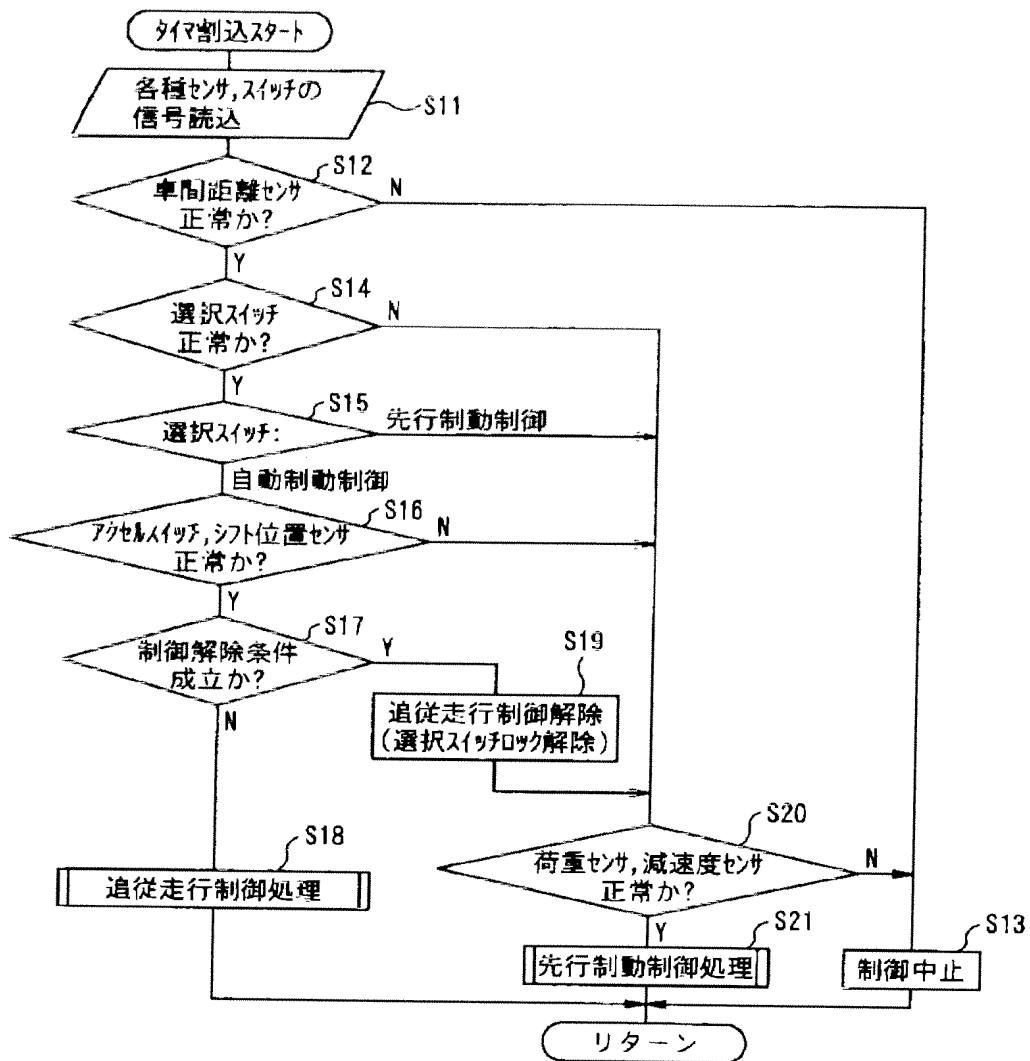 タイマ割込スタート
各種センサ,スイッチの
信号読込
S11
S12
車間距離センサ
正常か?
N
Y
S14
選択スイッチ
正常か?
N
Y
S15
選択スイッチ:
先行制動制御
自動制動制御
S16
アクセルスイッチ,シフト位置センサ
正常か?
N
Y
S17
制御解除条件
成立か?
Y
N
S19
追従走行制御解除
(選択スイッチロック解除)
S20
荷重センサ,減速度センサ
正常か?
N
Y
S18
追従走行制御処理
S21
先行制動制御処理
S13
制御中止
リターン